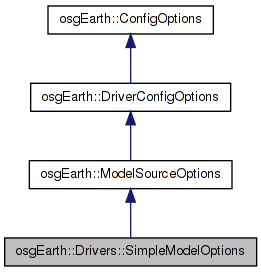 osgEarth::ConfigOptions
osgEarth::DriverConfigOptions
osgEarth::ModelSourceOptions
osgEarth::Drivers::SimpleModelOptions